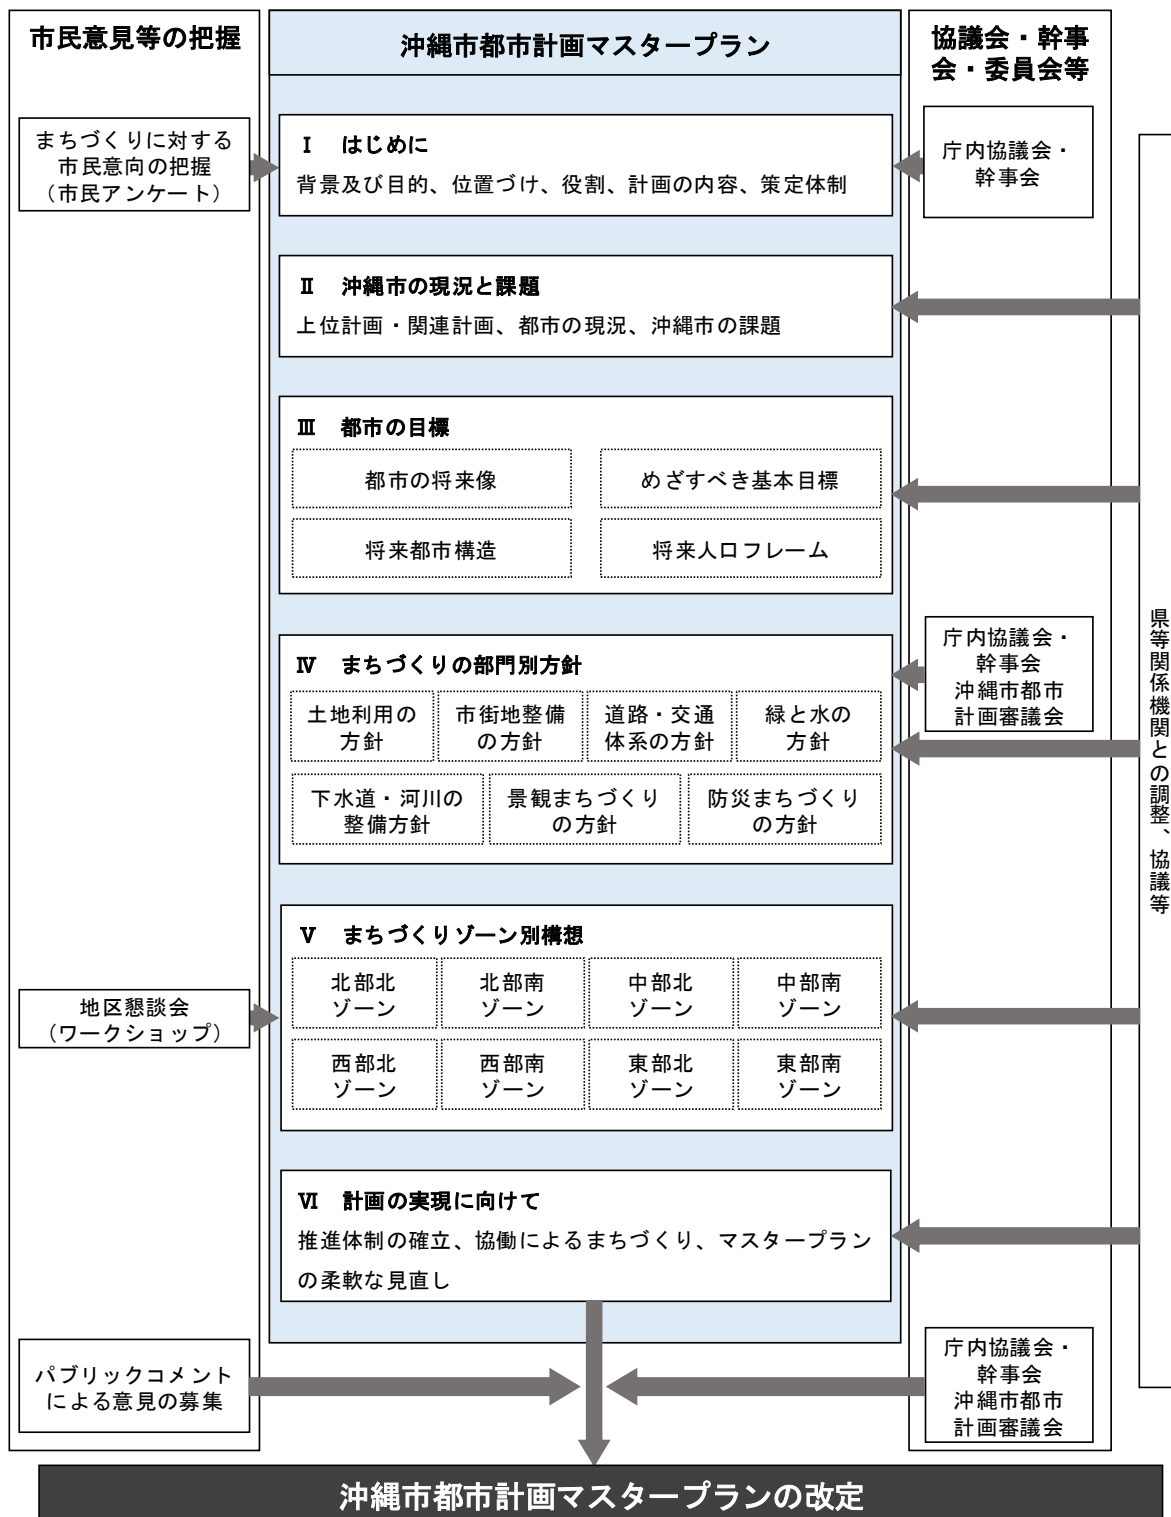 市民意見等の把握
まちづくりに対する
市民意向の把握
（市民アンケート）
地区懇談会
（ワークショップ）
パブリックコメント
による意見の募集
沖縄市都市計画マスタープラン
Ⅰ はじめに
背景及び目的、位置づけ、役割、計画の内容、策定体制
Ⅱ 沖縄市の現況と課題
上位計画・関連計画、都市の現況、沖縄市の課題
Ⅲ 都市の目標
都市の将来像
めざすべき基本目標
将来都市構造
将来人口フレーム
Ⅳ まちづくりの部門別方針
土地利用の
方針
市街地整備
の方針
道路・交通
体系の方針
緑と水の
方針
下水道・河川の
整備方針
景観まちづくり
の方針
防災まちづくり
の方針
Ⅴ まちづくりゾーン別構想
北部北
ゾーン
北部南
ゾーン
中部北
ゾーン
中部南
ゾーン
西部北
ゾーン
西部南
ゾーン
東部北
ゾーン
東部南
ゾーン
Ⅵ 計画の実現に向けて
推進体制の確立、協働によるまちづくり、マスタープラン
の柔軟な見直し
協議会・幹事
会・委員会等
庁内協議会・
幹事会
庁内協議会・
幹事会
沖縄市都市
計画審議会
庁内協議会・
幹事会
沖縄市都市
計画審議会
県等関係機関との調整、協議等
沖縄市都市計画マスタープランの改定